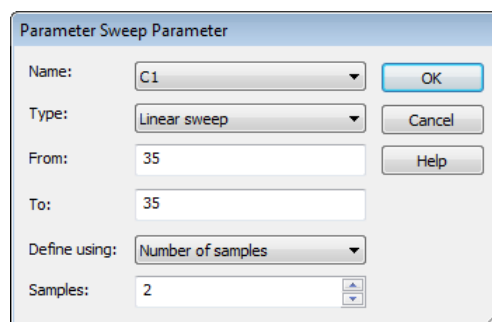 Parameter Sweep Parameter
Name: C1 OK
Type: Linear sweep Cancel
From: 35 Help
To: 35
Define using: Number of samples
Samples: 2